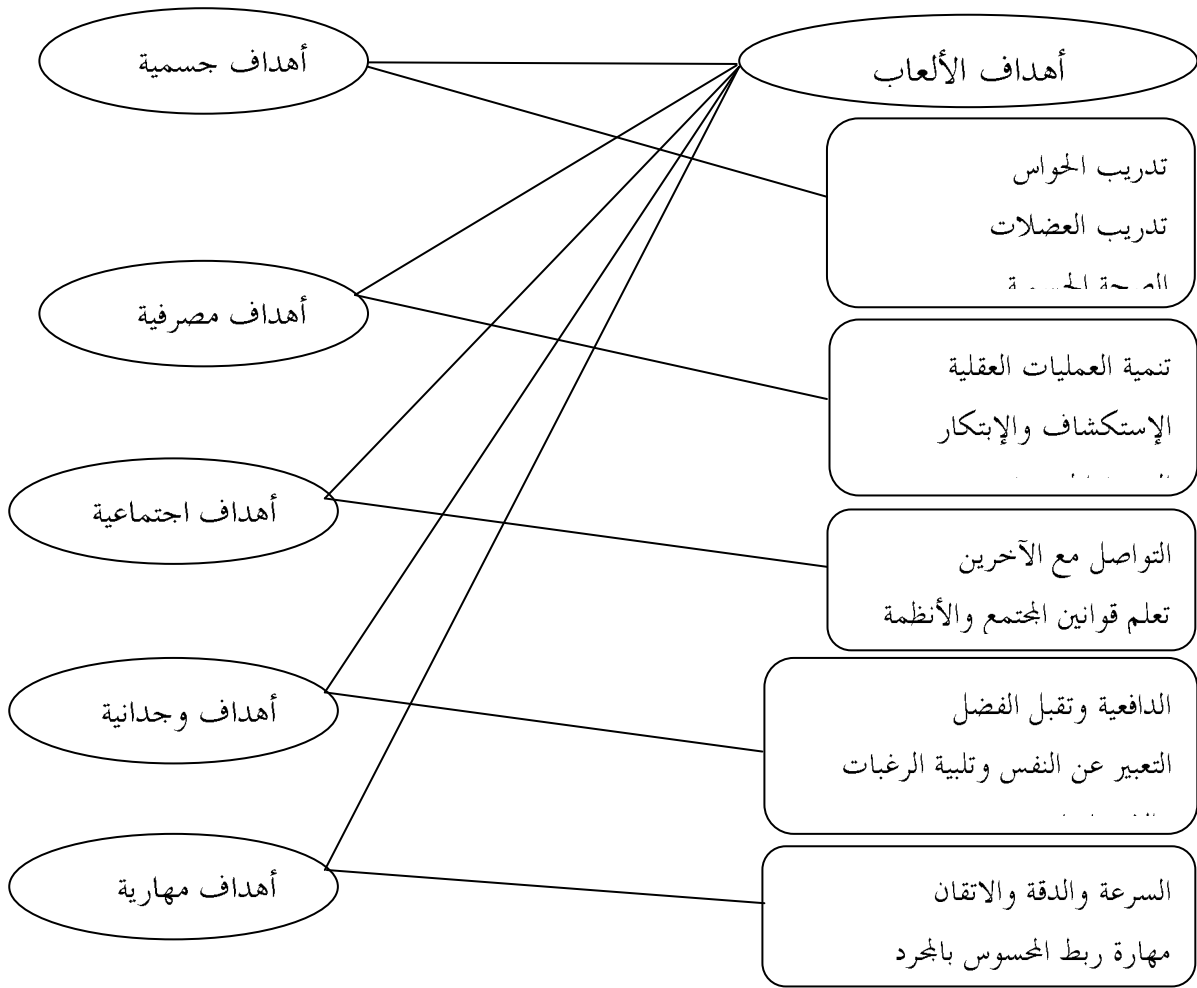 أهداف الألعاب
أهداف جسمية
تدريب الحواس
تدريب العضلات
الصحة الجسمية
أهداف مصرفية
تنمية العمليات العقلية
الإستكشاف والإبتكار
أهداف اجتماعية
التواصل مع الآخرين
تعلم قوانين المجتمع والأنظمة
أهداف وجدانية
الدافعية وتقبل الفضل
التعبير عن النفس وتلبية الرغبات
أهداف مهارية
السرعة والدقة والاتقان
مهارة ربط المحسوس بالمجرد